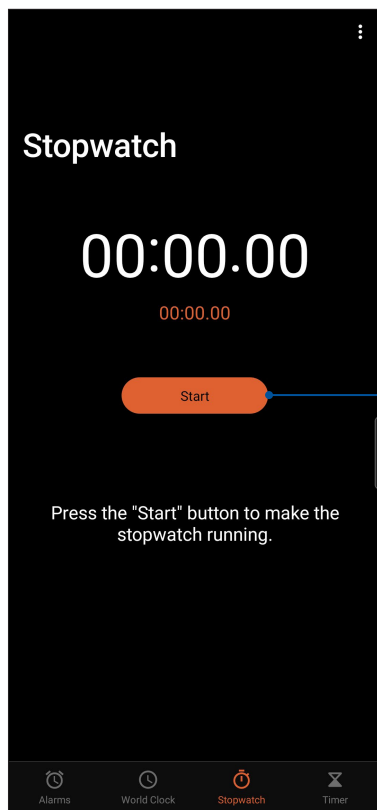 Stopwatch
00:00.00
00:00.00
Start
Press the "Start" button to make the
stopwatch running.
Alarms
World Clock
Stopwatch
Timer